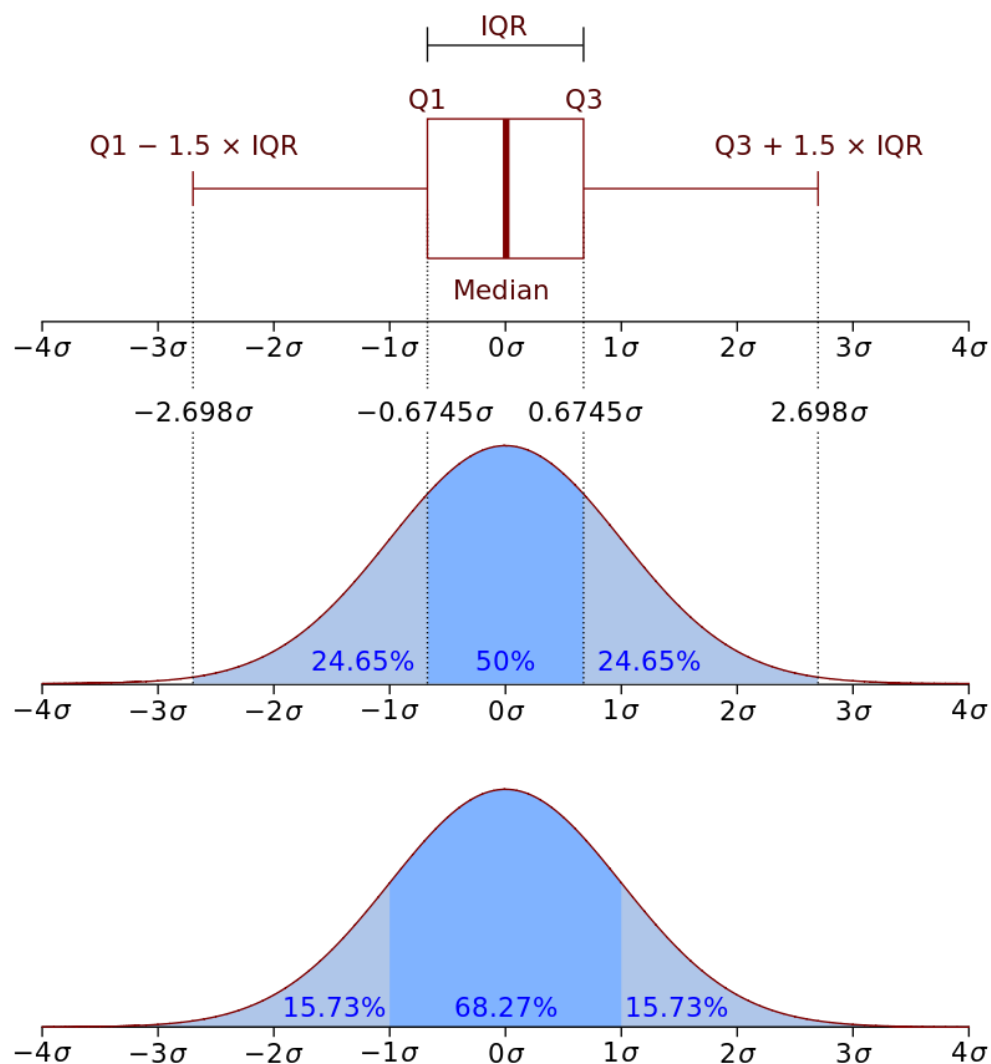 IQR
Q1 Q3
Q1 − 1.5 × IQR Q3 + 1.5 × IQR
Median
−4σ −3σ −2σ −1σ 0σ 1σ 2σ 3σ 4σ
−2.698σ −0.6745σ 0.6745σ 2.698σ
24.65% 50% 24.65%
−4σ −3σ −2σ −1σ 0σ 1σ 2σ 3σ 4σ
15.73% 68.27% 15.73%
−4σ −3σ −2σ −1σ 0σ 1σ 2σ 3σ 4σ